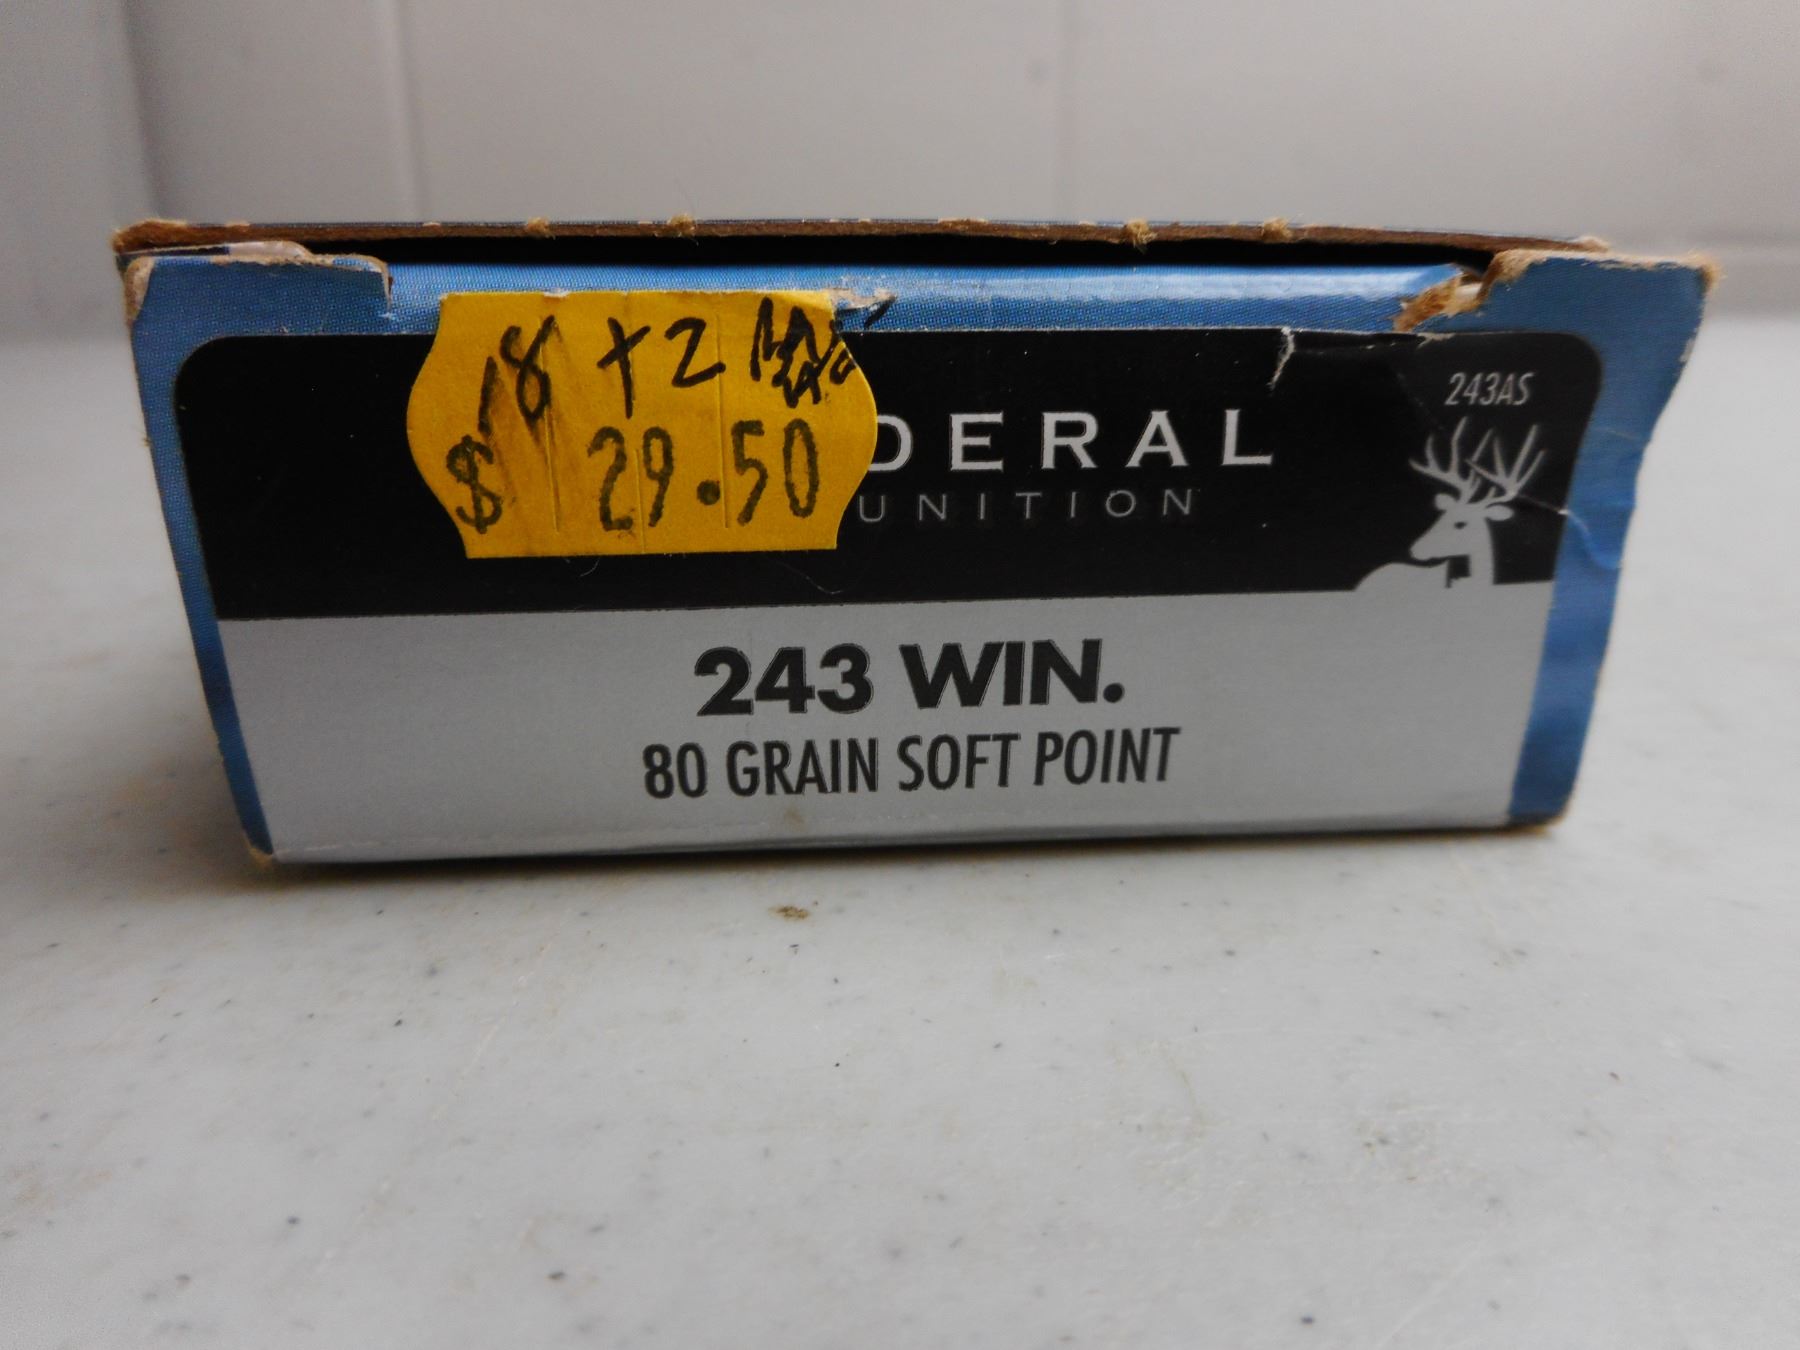 18 + 2
$ 29.50
DERAL
UNITION
243AS
243 WIN.
80 GRAIN SOFT POINT